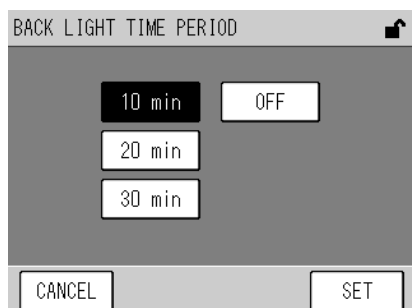 BACK LIGHT TIME PERIOD
10 min OFF
20 min
30 min
CANCEL SET